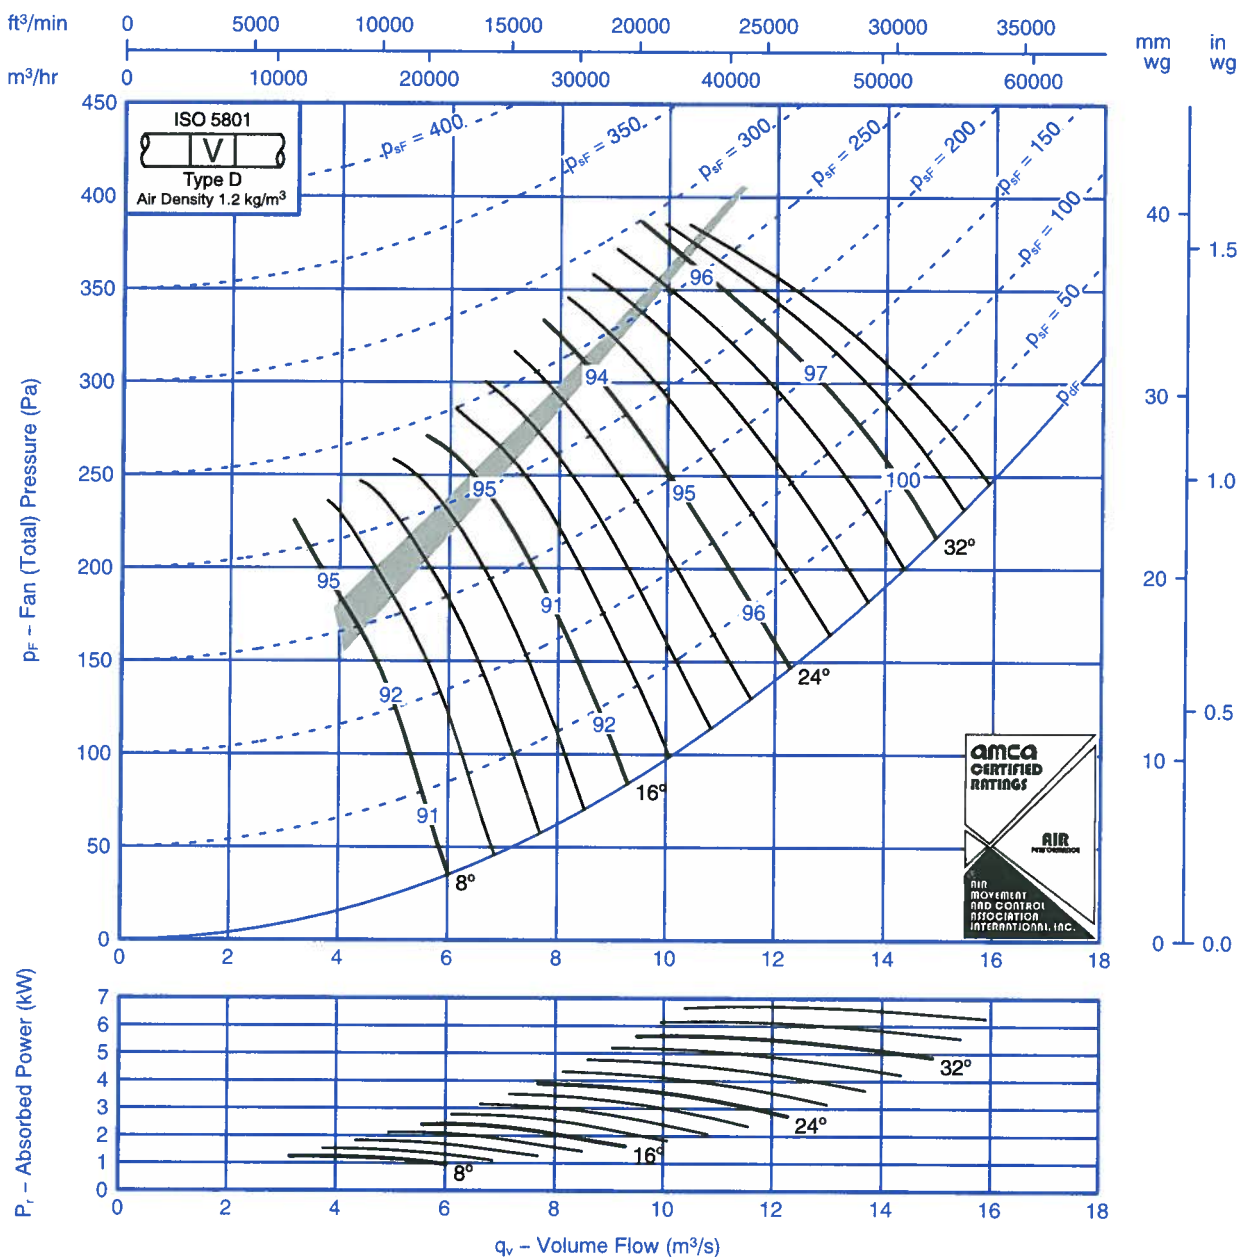 ft³/min 0 5000 10000 15000 20000 25000 30000 35000
m³/hr 0 10000 20000 30000 40000 50000 60000
mm wg
in wg
ISO 5801
V
Type D
Air Density 1.2 kg/m³
pF – Fan (Total) Pressure (Pa)
450
400
350
300
250
200
150
100
50
0
psF = 400
psF = 350
psF = 300
psF = 250
psF = 200
psF = 150
psF = 100
psF = 50
pdF
40
30
20
10
0
1.5
1.0
0.5
0.0
96
97
100
94
95
96
95
91
92
95
92
91
32°
24°
16°
8°
amca
CERTIFIED
RATINGS
AIR
PERFORMANCE
AIR
MOVEMENT
AND CONTROL
ASSOCIATION
INTERNATIONAL, INC.
0 2 4 6 8 10 12 14 16 18
Pr – Absorbed Power (kW)
7
6
5
4
3
2
1
0
32°
24°
16°
8°
0 2 4 6 8 10 12 14 16 18
qv – Volume Flow (m³/s)